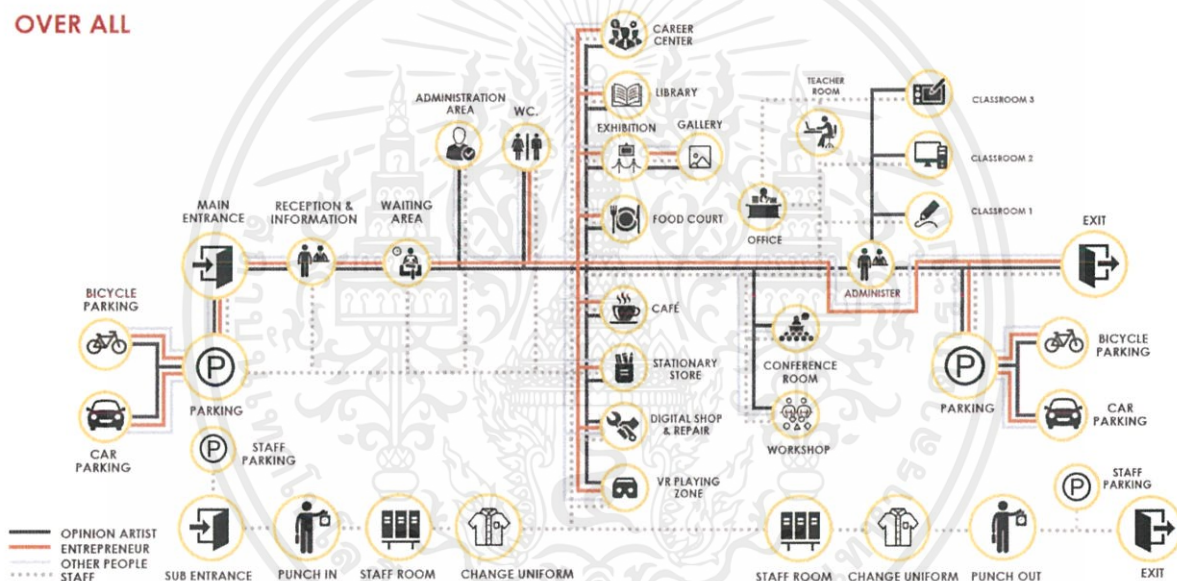 OVER ALL
CAREER
CENTER
LIBRARY
EXHIBITION
GALLERY
FOOD COURT
ADMINISTRATION
AREA
WC.
TEACHER
ROOM
CLASSROOM 3
CLASSROOM 2
CLASSROOM 1
OFFICE
MAIN
ENTRANCE
RECEPTION &
INFORMATION
WAITING
AREA
ADMINISTER
EXIT
BICYCLE
PARKING
CAFÉ
P
PARKING
CAR
PARKING
STATIONARY
STORE
DIGITAL SHOP
& REPAIR
VR PLAYING
ZONE
CONFERENCE
ROOM
WORKSHOP
P
PARKING
BICYCLE
PARKING
CAR
PARKING
P
STAFF
PARKING
P
STAFF
PARKING
OPINION ARTIST
ENTREPRENEUR
OTHER PEOPLE
STAFF
SUB ENTRANCE
PUNCH IN
STAFF ROOM
CHANGE UNIFORM
STAFF ROOM
CHANGE UNIFORM
PUNCH OUT
EXIT